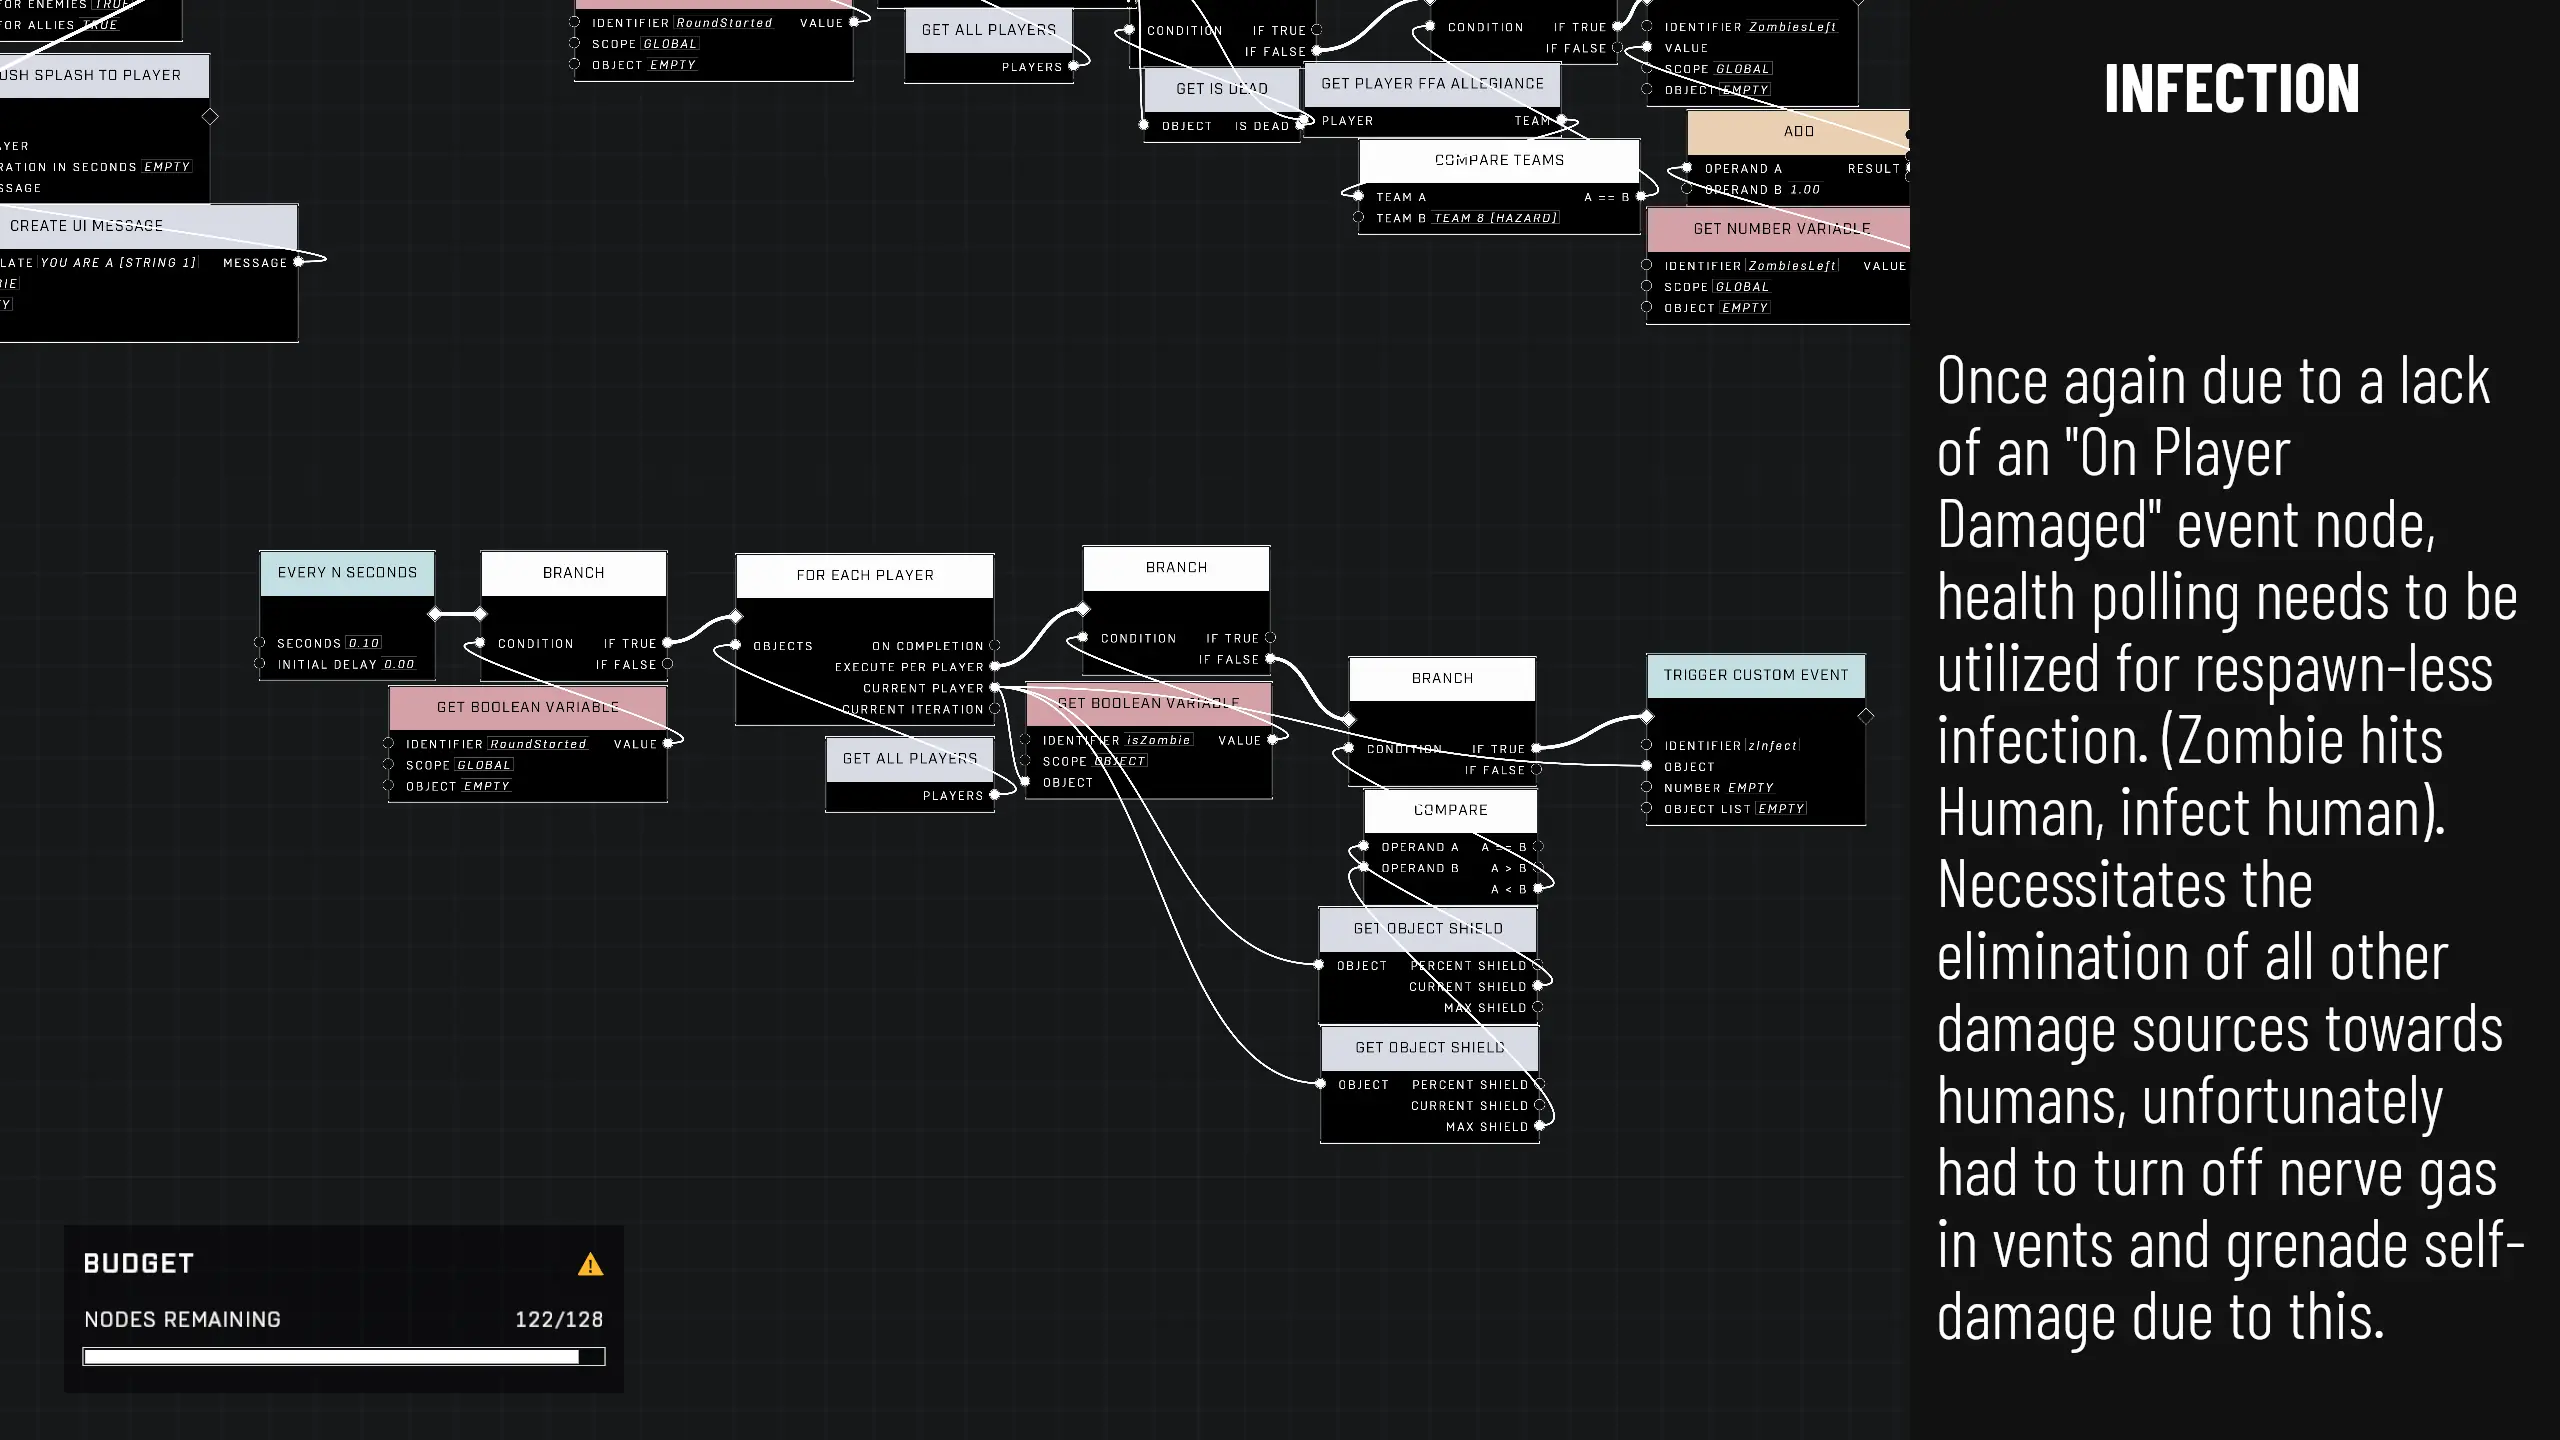 FOR ENEMIES TRUE
FOR ALLIES TRUE
USH SPLASH TO PLAYER
AYER
RATION IN SECONDS EMPTY
SSAGE
CREATE UI MESSAGE
LATE YOU ARE A [STRING 1] MESSAGE
BIE
TY
IDENTIFIER RoundStarted VALUE
SCOPE GLOBAL
OBJECT EMPTY
GET ALL PLAYERS
PLAYERS
CONDITION IF TRUE
IF FALSE
GET IS DEAD
OBJECT IS DEAD
GET PLAYER FFA ALLEGIANCE
PLAYER TEAM
COMPARE TEAMS
TEAM A A == B
TEAM B TEAM 8 [HAZARD]
CONDITION IF TRUE
IF FALSE
IDENTIFIER ZombiesLeft
VALUE
SCOPE GLOBAL
OBJECT EMPTY
ADD
OPERAND A RESULT
OPERAND B 1.00
GET NUMBER VARIABLE
IDENTIFIER ZombiesLeft VALUE
SCOPE GLOBAL
OBJECT EMPTY
EVERY N SECONDS
SECONDS 0.10
INITIAL DELAY 0.00
BRANCH
CONDITION IF TRUE
IF FALSE
GET BOOLEAN VARIABLE
IDENTIFIER RoundStarted VALUE
SCOPE GLOBAL
OBJECT EMPTY
FOR EACH PLAYER
OBJECTS ON COMPLETION
EXECUTE PER PLAYER
CURRENT PLAYER
CURRENT ITERATION
GET ALL PLAYERS
PLAYERS
BRANCH
CONDITION IF TRUE
IF FALSE
GET BOOLEAN VARIABLE
IDENTIFIER isZombie VALUE
SCOPE OBJECT
OBJECT
BRANCH
CONDITION IF TRUE
IF FALSE
COMPARE
OPERAND A A == B
OPERAND B A > B
A < B
GET OBJECT SHIELD
OBJECT PERCENT SHIELD
CURRENT SHIELD
MAX SHIELD
GET OBJECT SHIELD
OBJECT PERCENT SHIELD
CURRENT SHIELD
MAX SHIELD
TRIGGER CUSTOM EVENT
IDENTIFIER zInfect
OBJECT
NUMBER EMPTY
OBJECT LIST EMPTY
BUDGET
NODES REMAINING 122/128
INFECTION
Once again due to a lack
of an "On Player
Damaged" event node,
health polling needs to be
utilized for respawn-less
infection. (Zombie hits
Human, infect human).
Necessitates the
elimination of all other
damage sources towards
humans, unfortunately
had to turn off nerve gas
in vents and grenade self-
damage due to this.